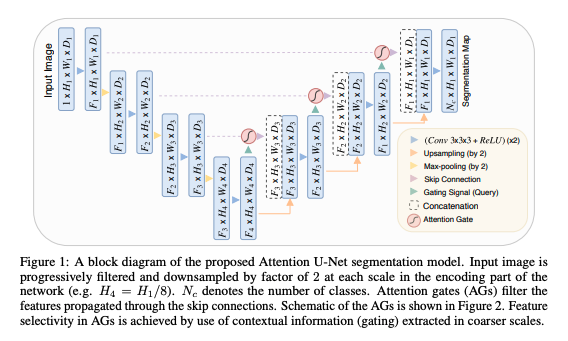 Input Image
1 x H₁ x W₁ x D₁
F₁ x H₁ x W₁ x D₁
F₁ x H₂ x W₂ x D₂
F₂ x H₂ x W₂ x D₂
F₂ x H₃ x W₃ x D₃
F₃ x H₃ x W₃ x D₃
F₃ x H₄ x W₄ x D₄
F₄ x H₄ x W₄ x D₄
F₃ x H₃ x W₃ x D₃
F₃ x H₃ x W₃ x D₃
F₂ x H₃ x W₃ x D₃
F₂ x H₂ x W₂ x D₂
F₂ x H₂ x W₂ x D₂
F₁ x H₂ x W₂ x D₂
F₁ x H₁ x W₁ x D₁
F₁ x H₁ x W₁ x D₁
N_c x H₁ x W₁ x D₁
Segmentation Map
(Conv 3x3x3 + ReLU) (x2)
Upsampling (by 2)
Max-pooling (by 2)
Skip Connection
Gating Signal (Query)
Concatenation
Attention Gate
Figure 1: A block diagram of the proposed Attention U-Net segmentation model. Input image is
progressively filtered and downsampled by factor of 2 at each scale in the encoding part of the
network (e.g. H₄ = H₁/8). N_c denotes the number of classes. Attention gates (AGs) filter the
features propagated through the skip connections. Schematic of the AGs is shown in Figure 2. Feature
selectivity in AGs is achieved by use of contextual information (gating) extracted in coarser scales.